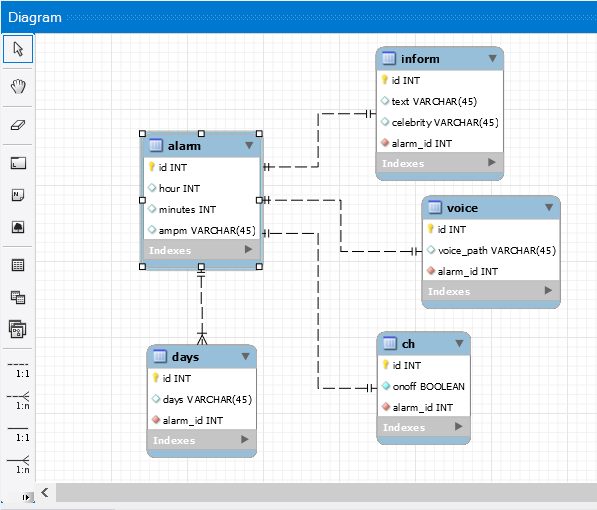 Diagram
inform
id INT
text VARCHAR(45)
celebrity VARCHAR(45)
alarm_id INT
Indexes
alarm
id INT
hour INT
minutes INT
ampm VARCHAR(45)
Indexes
voice
id INT
voice_path VARCHAR(45)
alarm_id INT
Indexes
days
id INT
days VARCHAR(45)
alarm_id INT
Indexes
ch
id INT
onoff BOOLEAN
alarm_id INT
Indexes
1:1
1:n
1:1
1:n